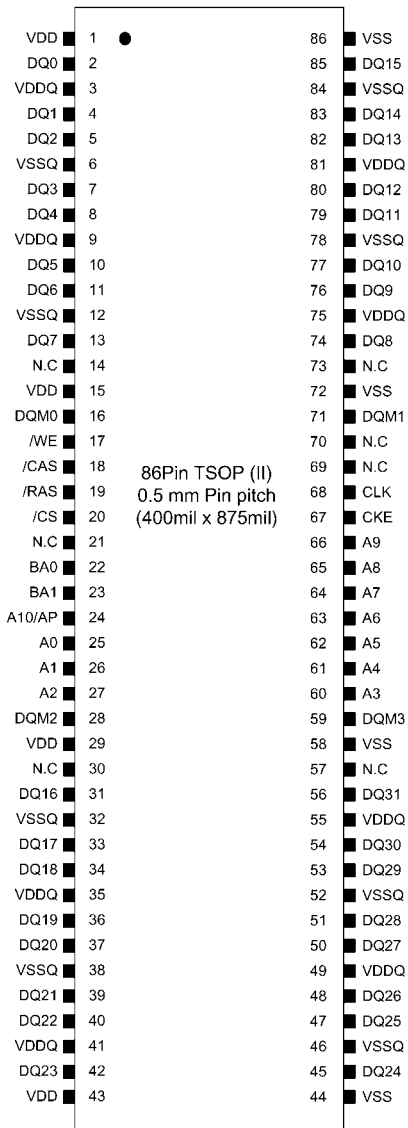 VDD 1 86 VSS
DQ0 2 85 DQ15
VDDQ 3 84 VSSQ
DQ1 4 83 DQ14
DQ2 5 82 DQ13
VSSQ 6 81 VDDQ
DQ3 7 80 DQ12
DQ4 8 79 DQ11
VDDQ 9 78 VSSQ
DQ5 10 77 DQ10
DQ6 11 76 DQ9
VSSQ 12 75 VDDQ
DQ7 13 74 DQ8
N.C 14 73 N.C
VDD 15 72 VSS
DQM0 16 71 DQM1
/WE 17 70 N.C
/CAS 18 69 N.C
/RAS 19 68 CLK
/CS 20 67 CKE
N.C 21 66 A9
BA0 22 65 A8
BA1 23 64 A7
A10/AP 24 63 A6
A0 25 62 A5
A1 26 61 A4
A2 27 60 A3
DQM2 28 59 DQM3
VDD 29 58 VSS
N.C 30 57 N.C
DQ16 31 56 DQ31
VSSQ 32 55 VDDQ
DQ17 33 54 DQ30
DQ18 34 53 DQ29
VDDQ 35 52 VSSQ
DQ19 36 51 DQ28
DQ20 37 50 DQ27
VSSQ 38 49 VDDQ
DQ21 39 48 DQ26
DQ22 40 47 DQ25
VDDQ 41 46 VSSQ
DQ23 42 45 DQ24
VDD 43 44 VSS
86Pin TSOP (II)
0.5 mm Pin pitch
(400mil x 875mil)